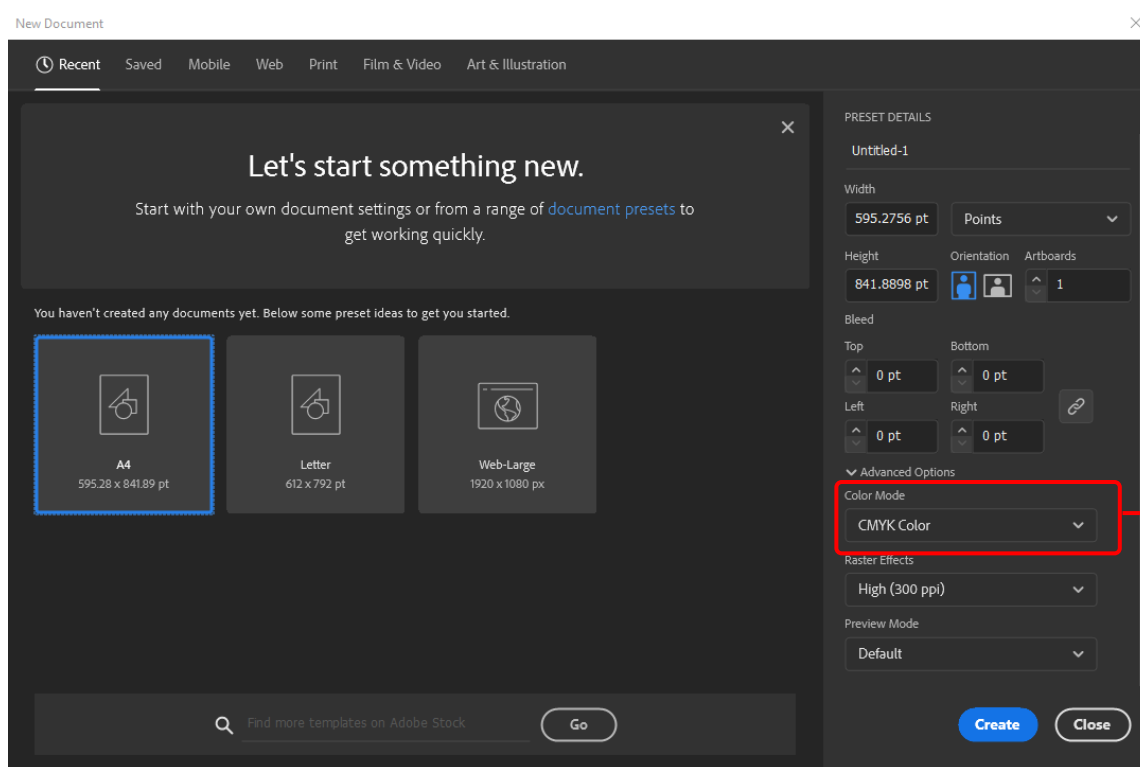 New Document
Recent Saved Mobile Web Print Film & Video Art & Illustration
Let's start something new.
Start with your own document settings or from a range of document presets to
get working quickly.
You haven't created any documents yet. Below some preset ideas to get you started.
A4
595.28 x 841.89 pt
Letter
612 x 792 pt
Web-Large
1920 x 1080 px
Find more templates on Adobe Stock
Go
PRESET DETAILS
Untitled-1
Width
595.2756 pt Points
Height Orientation Artboards
841.8898 pt 1
Bleed
Top Bottom
0 pt 0 pt
Left Right
0 pt 0 pt
Advanced Options
Color Mode
CMYK Color
Raster Effects
High (300 ppi)
Preview Mode
Default
Create Close